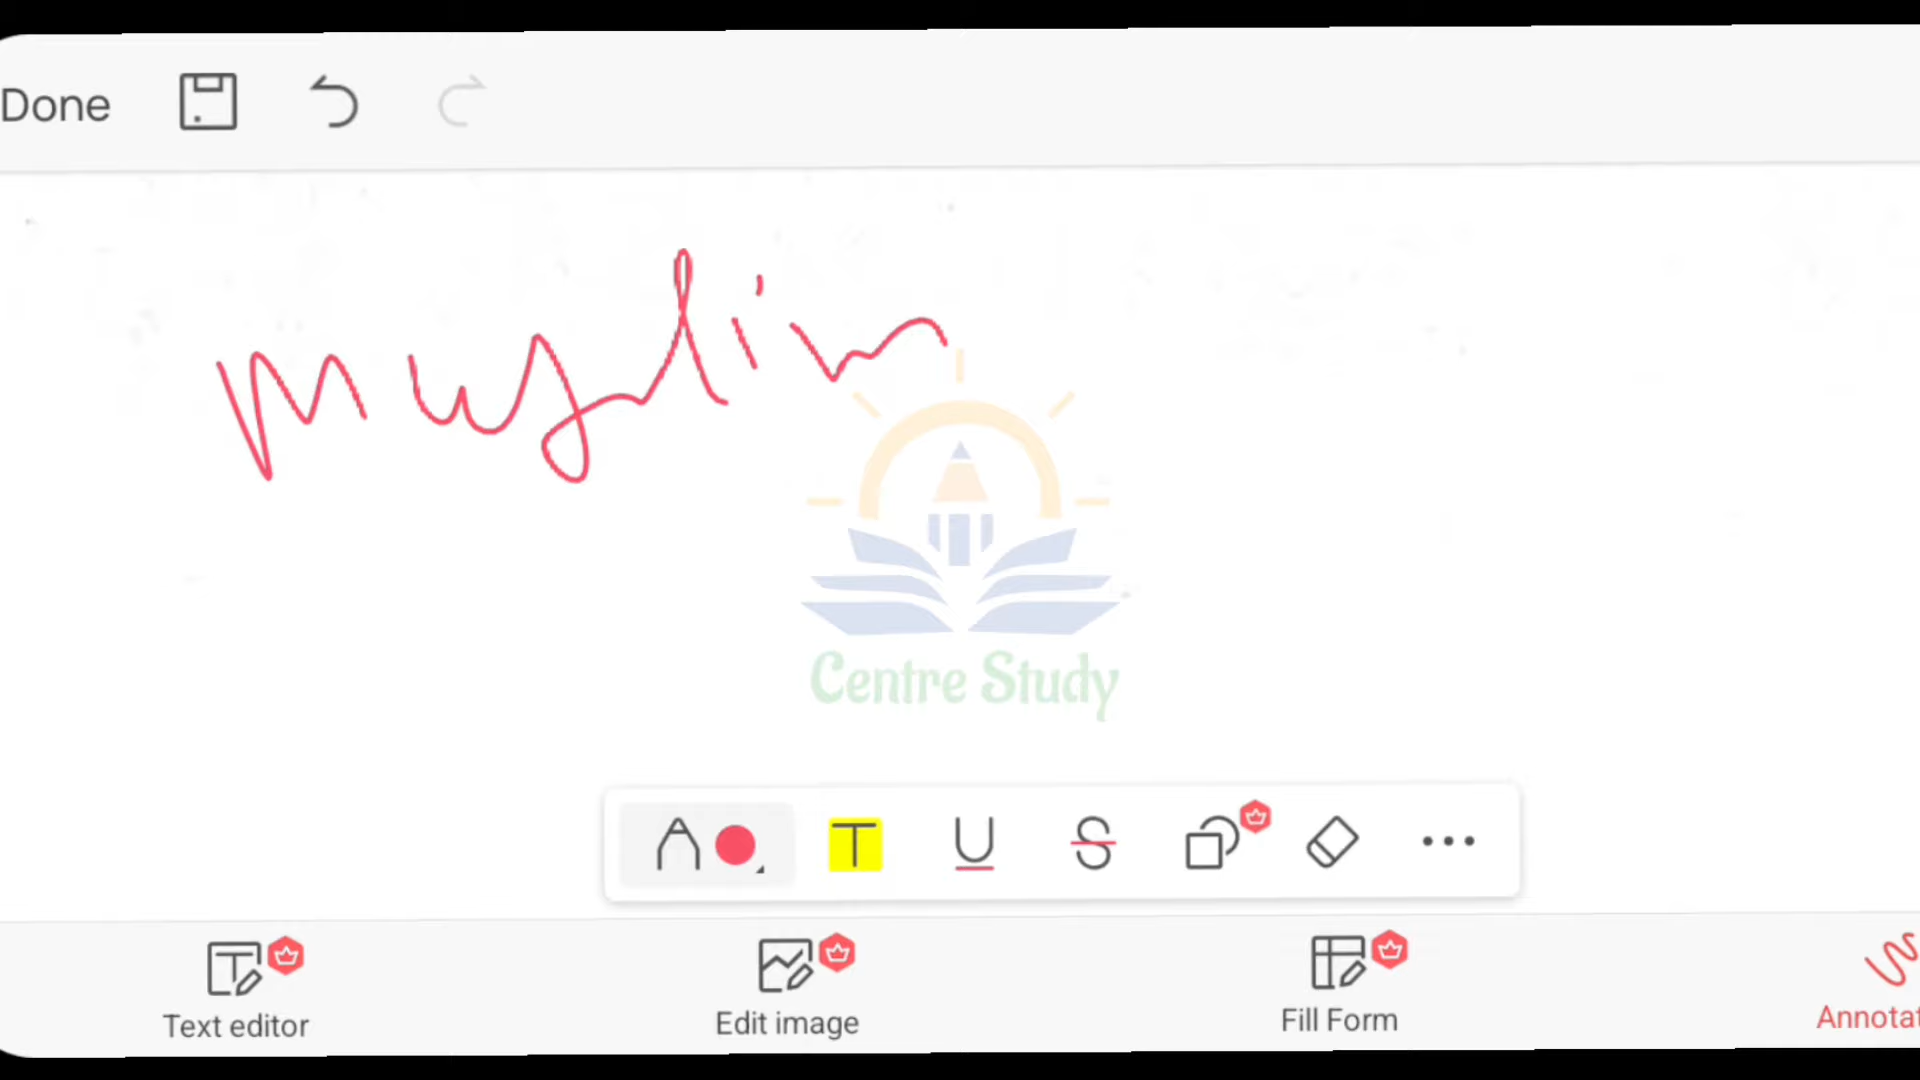 Done
Muslim
Centre Study
T U S
Text editor
Edit image
Fill Form
Annotat